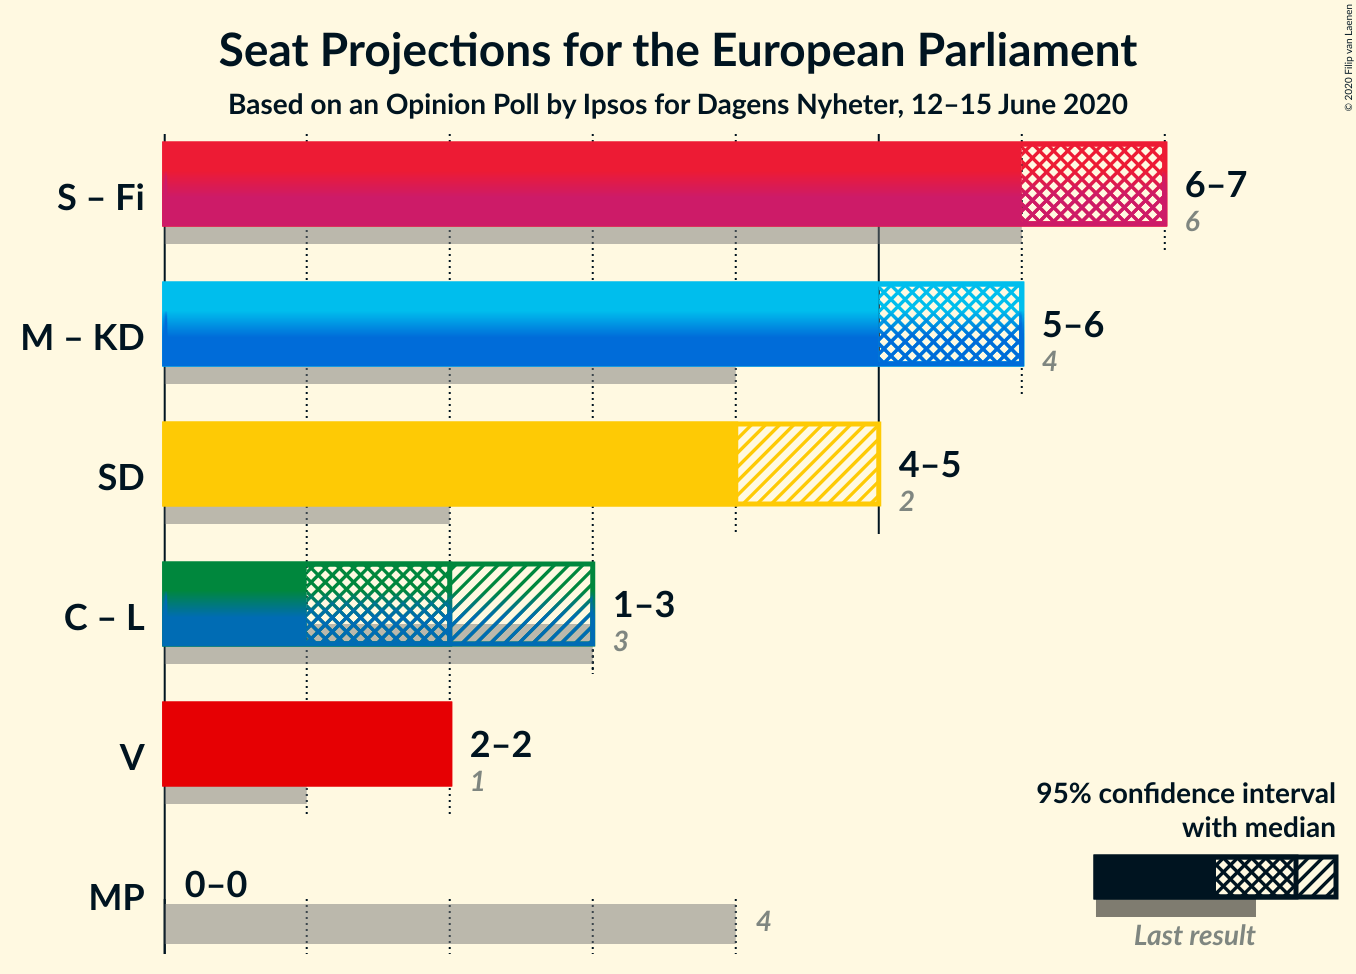 Seat Projections for the European Parliament
Based on an Opinion Poll by Ipsos for Dagens Nyheter, 12–15 June 2020
© 2020 Filip van Laenen
S – Fi
6–7
6
M – KD
5–6
4
SD
4–5
2
C – L
1–3
3
V
2–2
1
MP
0–0
4
95% confidence interval
with median
Last result